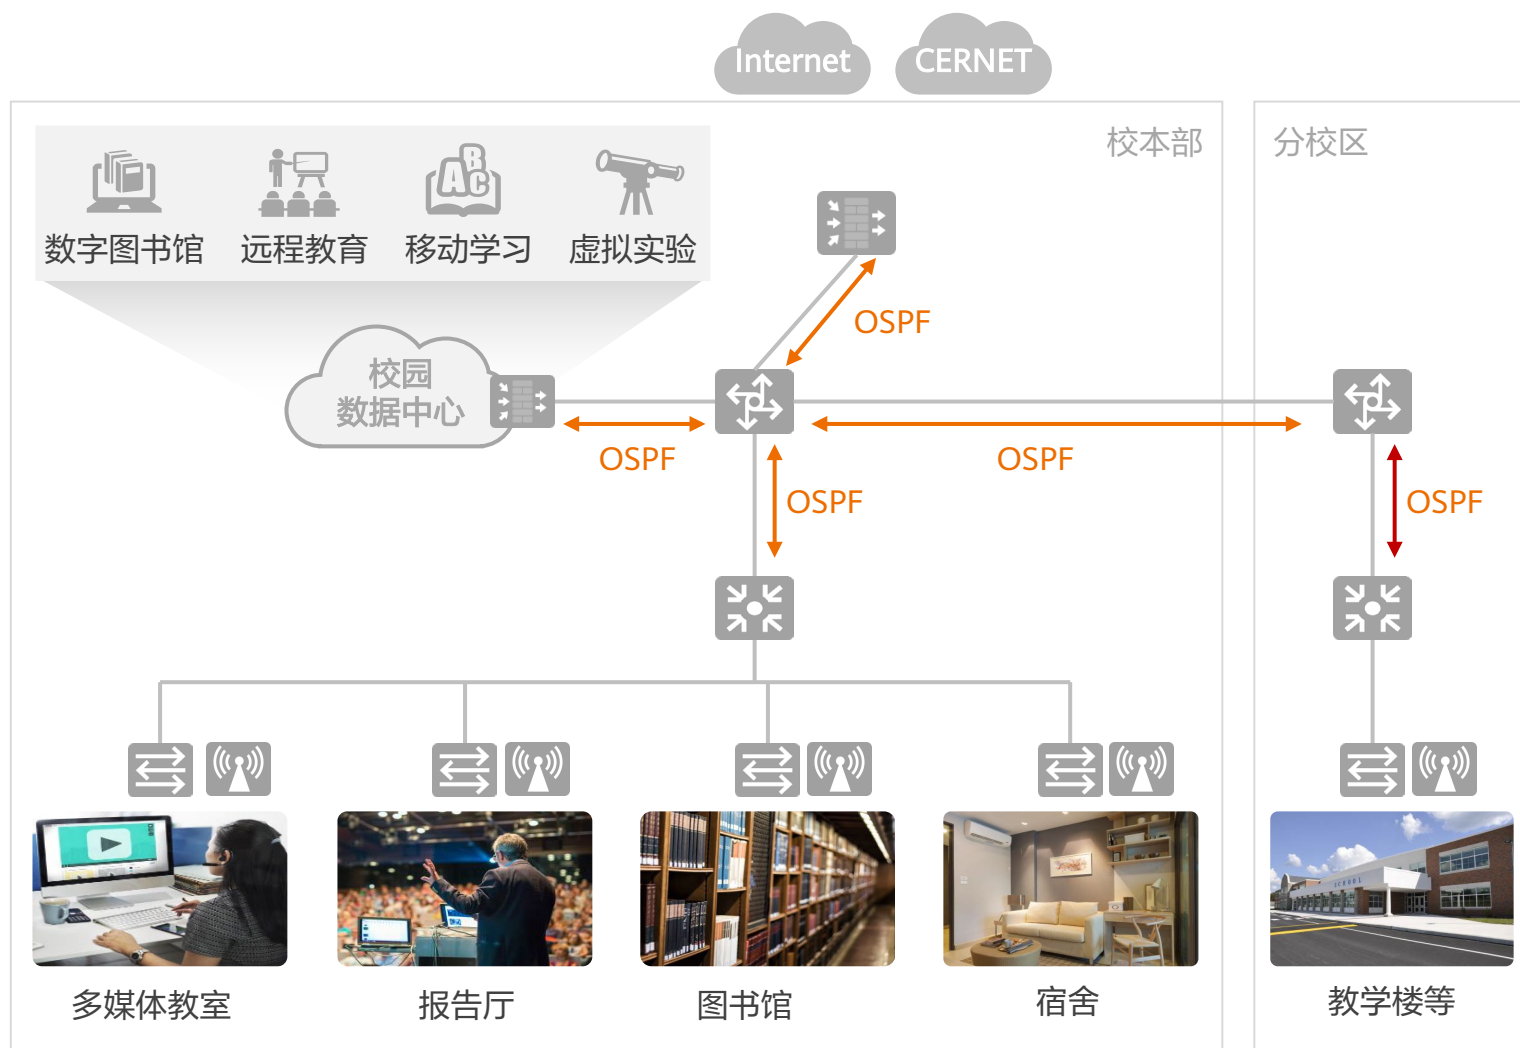 Internet
CERNET
校本部
分校区
数字图书馆
远程教育
移动学习
虚拟实验
A
B
C
OSPF
校园
数据中心
OSPF
OSPF
OSPF
OSPF
SCHOOL
多媒体教室
报告厅
图书馆
宿舍
教学楼等